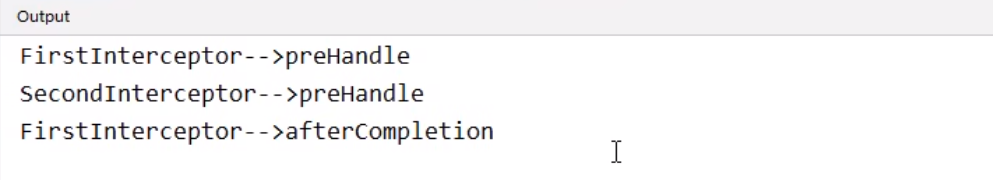 Output
FirstInterceptor-->preHandle
SecondInterceptor-->preHandle
FirstInterceptor-->afterCompletion